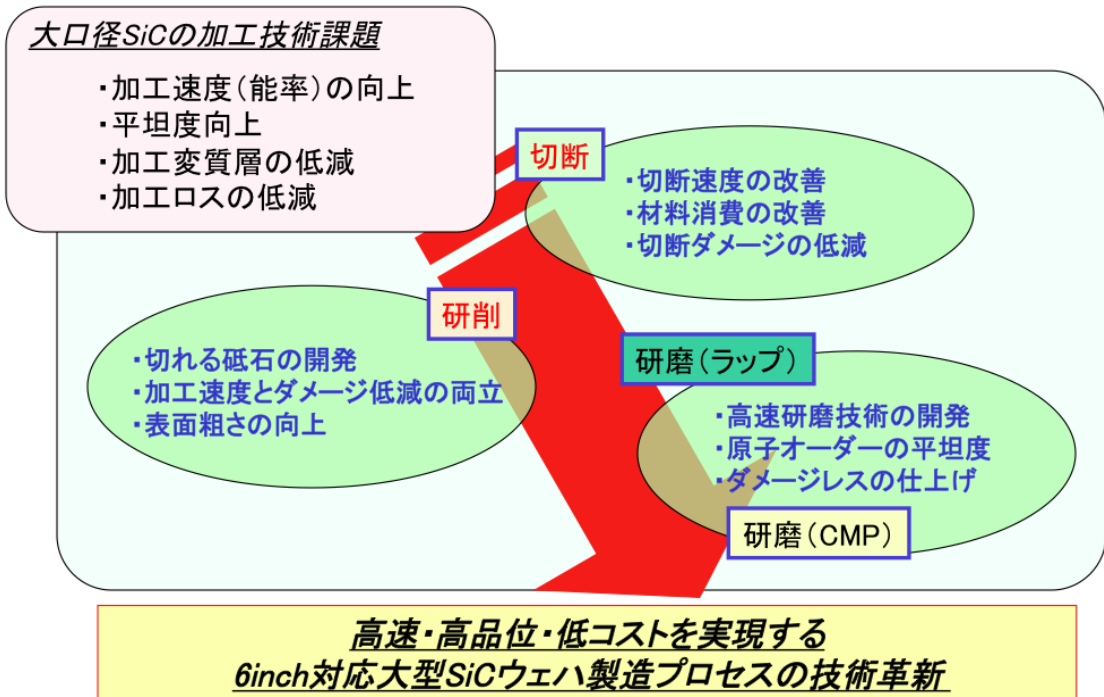 大口径SiCの加工技術課題
・加工速度(能率)の向上
・平坦度向上
・加工変質層の低減
・加工ロスの低減
切断
・切断速度の改善
・材料消費の改善
・切断ダメージの低減
研削
・切れる砥石の開発
・加工速度とダメージ低減の両立
・表面粗さの向上
研磨(ラップ)
・高速研磨技術の開発
・原子オーダーの平坦度
・ダメージレスの仕上げ
研磨(CMP)
高速・高品位・低コストを実現する
6inch対応大型SiCウェハ製造プロセスの技術革新